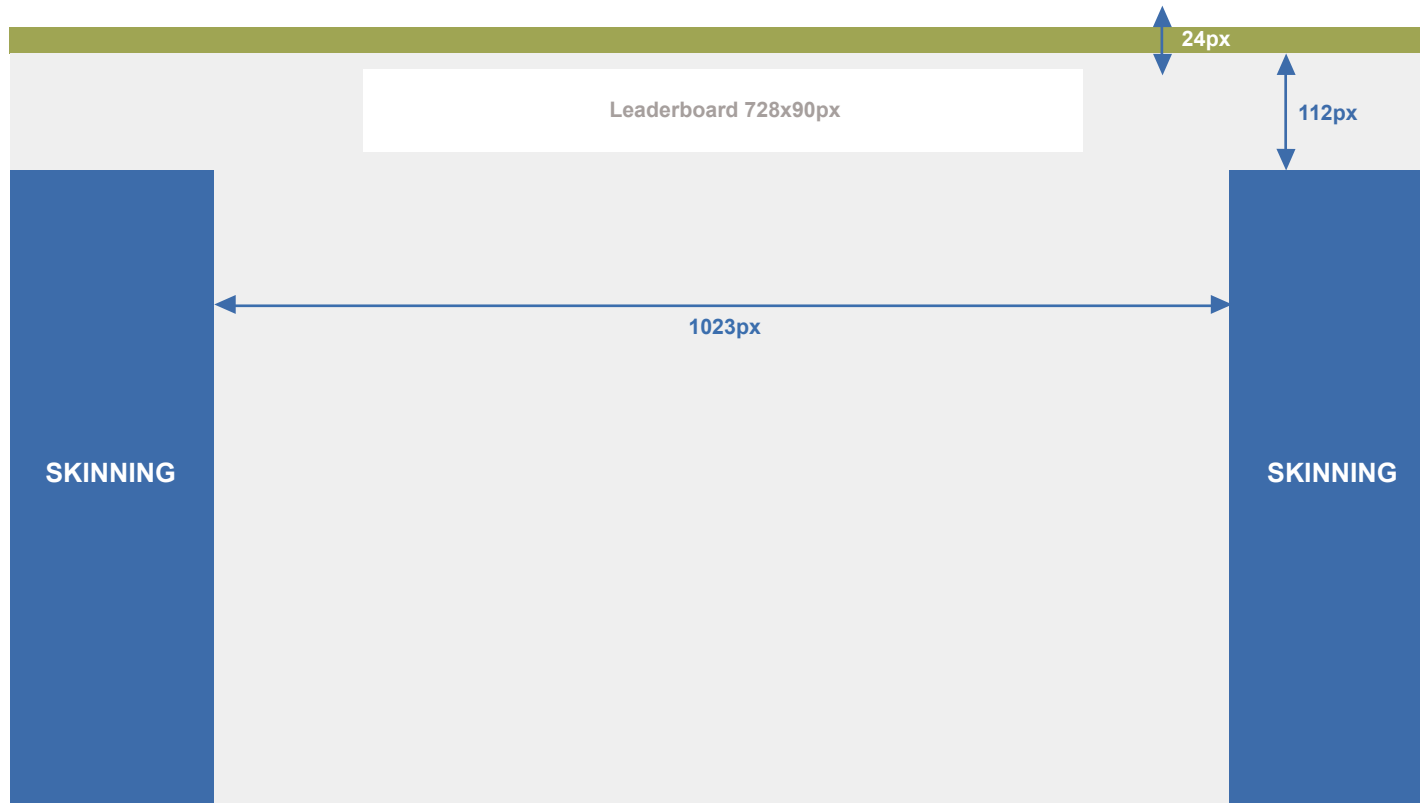 24px
Leaderboard 728x90px
112px
1023px
SKINNING
SKINNING